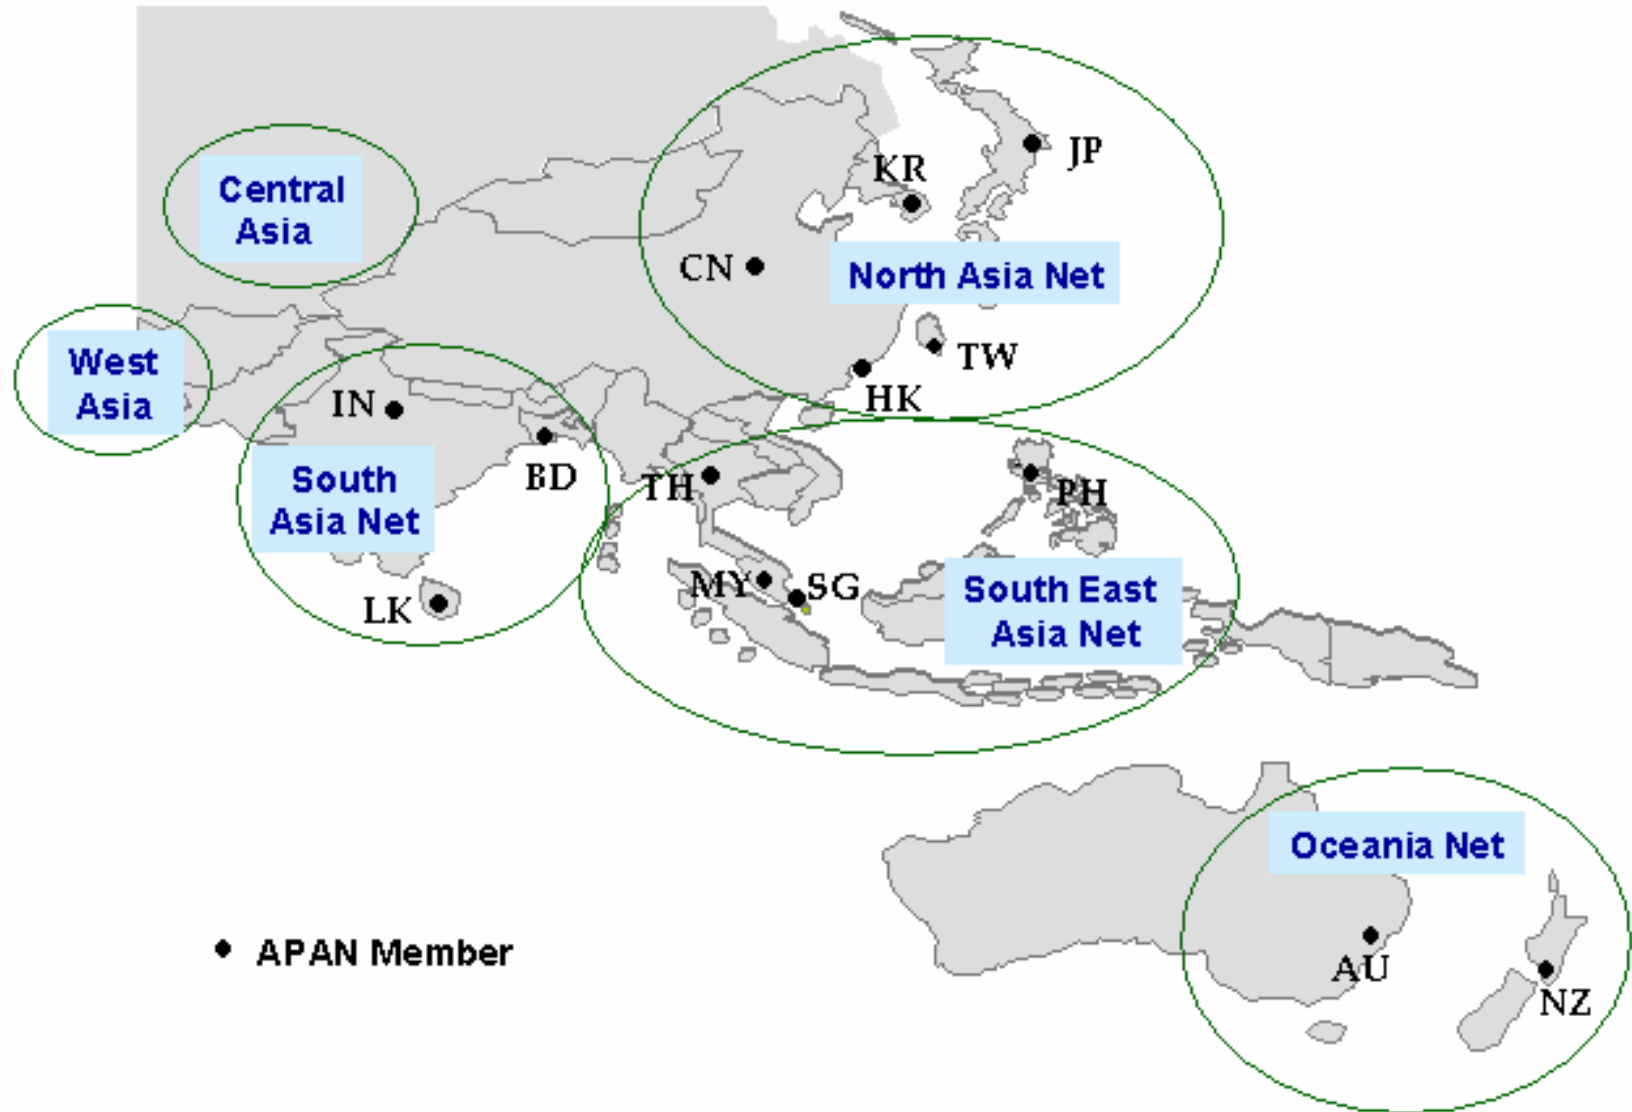 JP
KR
Central
Asia
CN
North Asia Net
West
Asia
TW
IN
HK
BD
South
Asia Net
TH
PH
MY
SG
South East
Asia Net
LK
Oceania Net
APAN Member
AU
NZ